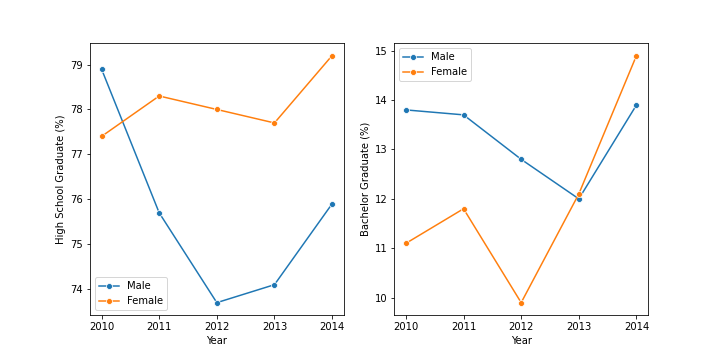 High School Graduate (%)
79
78
77
76
75
74
Male
Female
2010 2011 2012 2013 2014
Year
Bachelor Graduate (%)
15
14
13
12
11
10
Male
Female
2010 2011 2012 2013 2014
Year